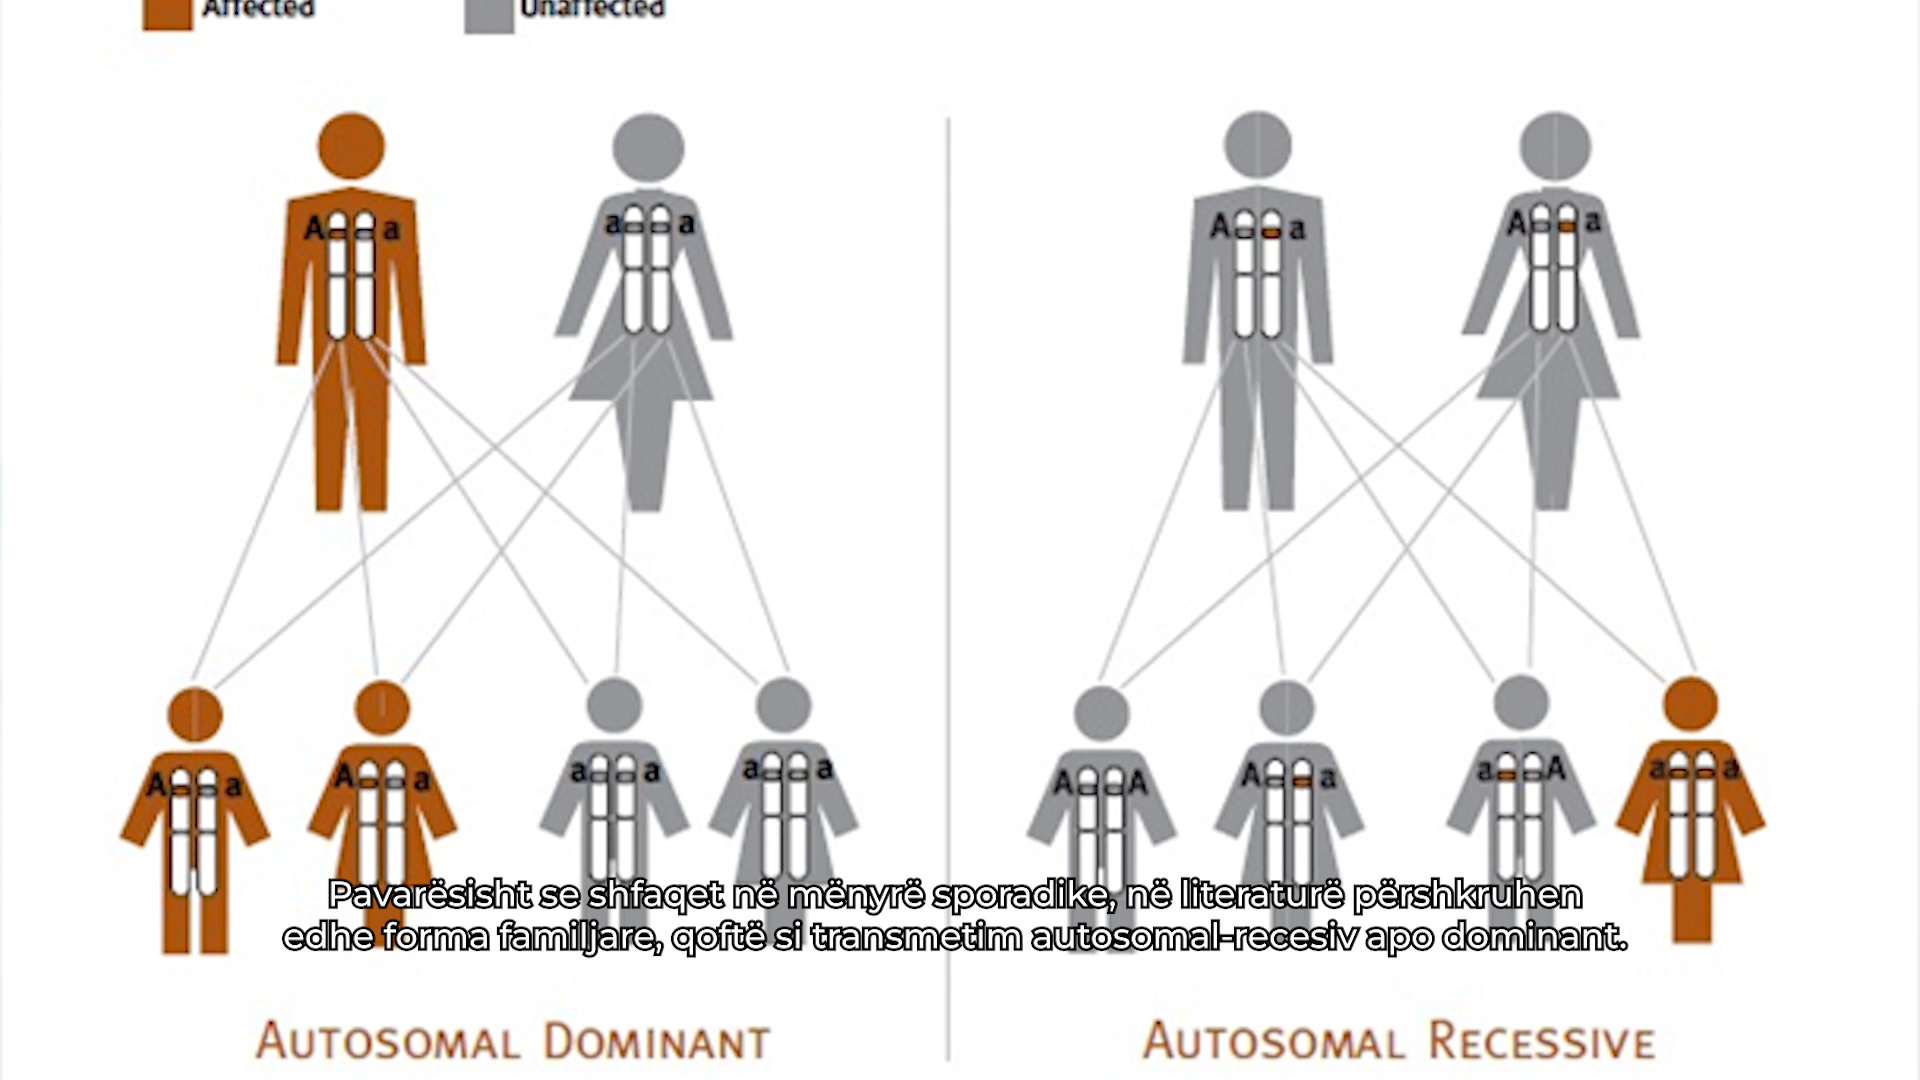 Affected Unaffected
A a a a A a A a
A a A a a a a a A A A a a A a a
Pavarësisht se shfaqet në mënyrë sporadike, në literaturë përshkruhen
edhe forma familjare, qoftë si transmetim autosomal-recesiv apo dominant.
AUTOSOMAL DOMINANT AUTOSOMAL RECESSIVE